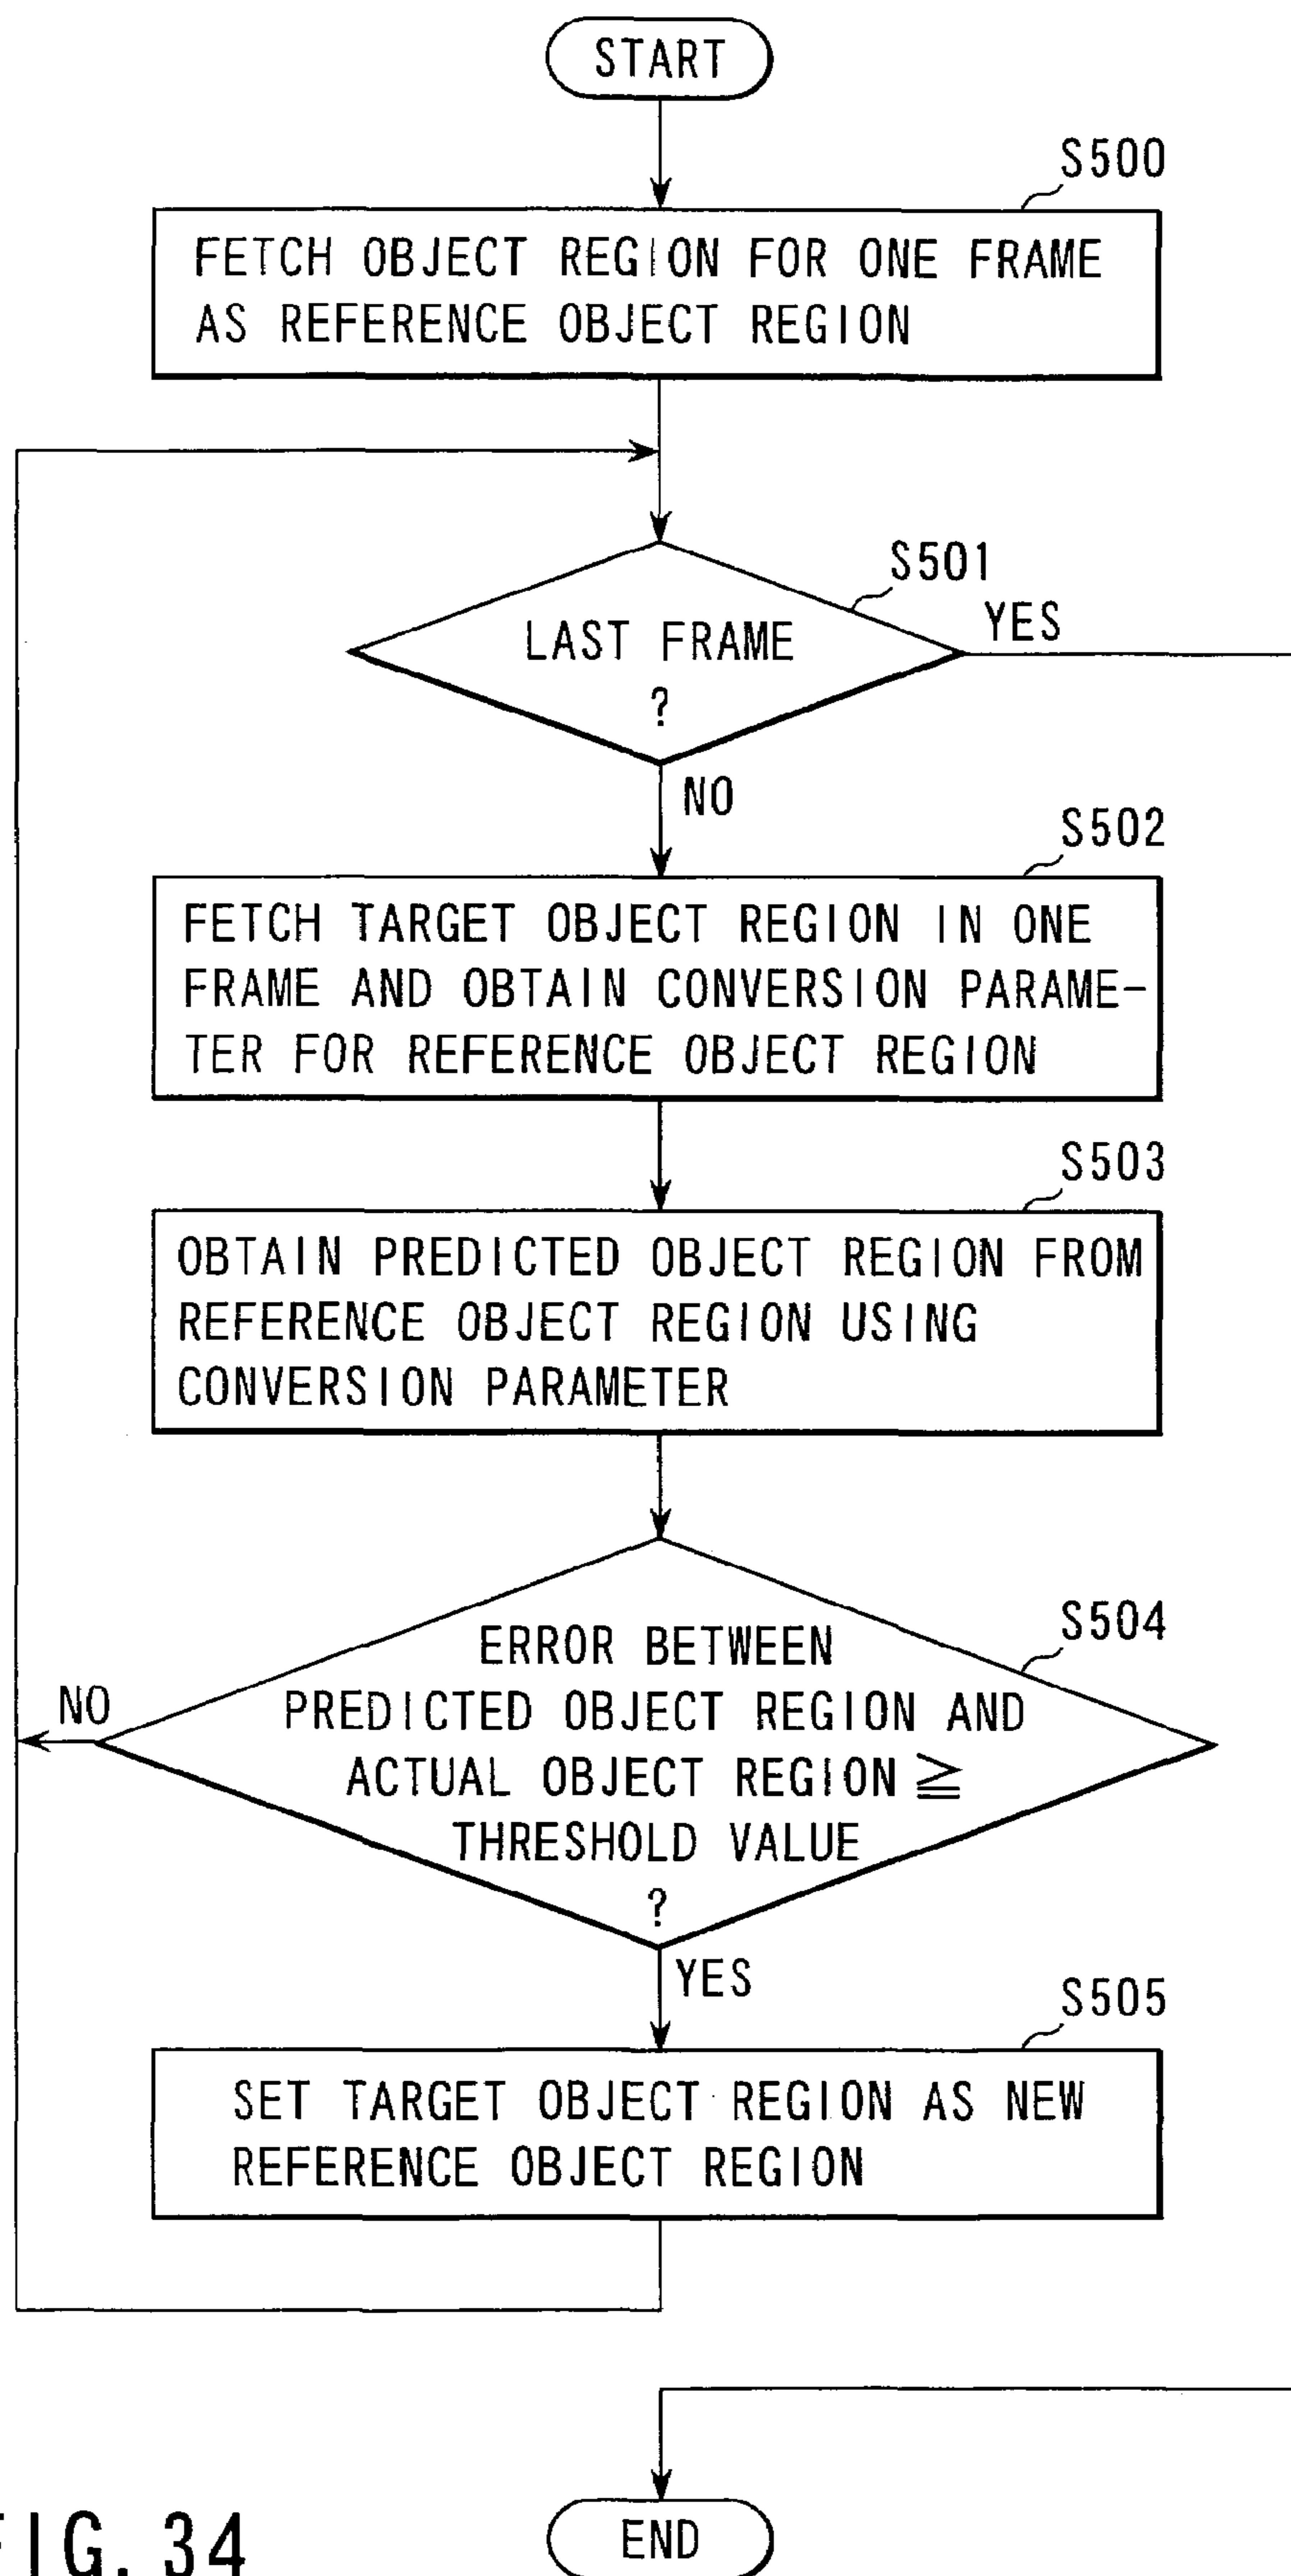 START
S500
FETCH OBJECT REGION FOR ONE FRAME
AS REFERENCE OBJECT REGION
S501
LAST FRAME
?
YES
NO
S502
FETCH TARGET OBJECT REGION IN ONE
FRAME AND OBTAIN CONVERSION PARAME-
TER FOR REFERENCE OBJECT REGION
S503
OBTAIN PREDICTED OBJECT REGION FROM
REFERENCE OBJECT REGION USING
CONVERSION PARAMETER
S504
ERROR BETWEEN
PREDICTED OBJECT REGION AND
ACTUAL OBJECT REGION ≧
THRESHOLD VALUE
?
NO
YES
S505
SET TARGET OBJECT REGION AS NEW
REFERENCE OBJECT REGION
END
FIG. 34